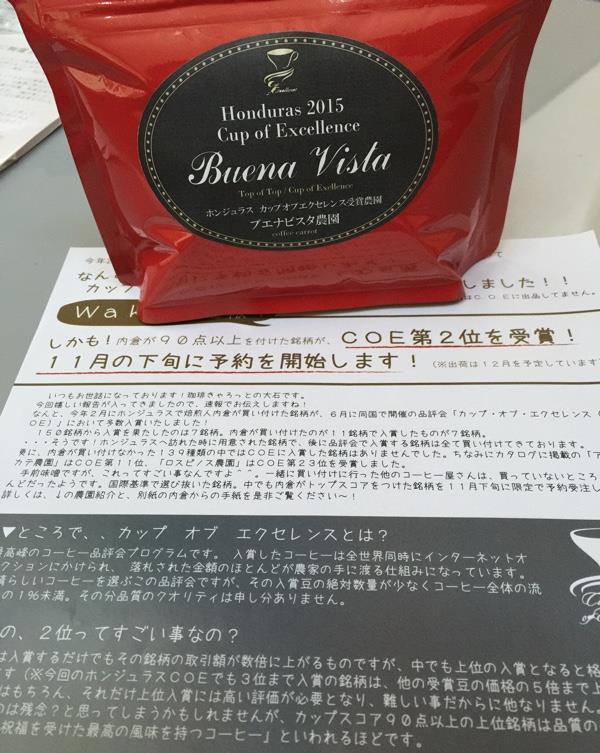 Excellence
Honduras 2015
Cup of Excellence
Buena Vista
Top of Top / Cup of Exellence
ホンジュラス カップオブエクセレンス受賞農園
ブエナビスタ農園
coffee carrot
今年
て
なん
カッ
しました！！
はＣＯＥに出品してません。
Ｗａｋ
しかも！内倉が９０点以上を付けた銘柄が、ＣＯＥ第２位を受賞！
１１月の下旬に予約を開始します！（※出荷は１２月を予定しています
いつもお世話になっております！珈琲きゃろっとの大石です。
今回嬉しい報告が入ってきましたので、速報でお伝えしますね！
なんと、今年２月にホンジュラスで焙煎人内倉が買い付けた銘柄が、６月に同国で開催の品評会「カップ・オブ・エクセレンス（
ＯＥ）」において多数入賞いたしました！
１５０銘柄から入賞を果たしたのは７銘柄。内倉が買い付けたのが１１銘柄で入賞したものが７銘柄。
・・・そうです！ホンジュラスへ訪れた時に用意された銘柄で、後に品評会で入賞する銘柄は全て買い付けてきております。
更に、内倉が買い付けなかった１３９種類の中ではＣＯＥに入賞した銘柄はありませんでした。ちなみにカタログに掲載の「ア
カテ農園」はＣＯＥ第１１位、「ロスピノス農園」はＣＯＥ第２３位を受賞しました。
手前味噌ですが、これってすごい事なんですよ＾＾。一緒に買い付けに行った他のコーヒー屋さんは、買っていないところ
んどだったようです。国際基準で選び抜いた銘柄。中でも内倉がトップスコアをつけた銘柄を１１月下旬に限定で予約受注し
詳しくは、↓の農園紹介と、別紙の内倉からの手紙を是非ご覧ください～！
▼ところで、、カップ オブ エクセレンスとは？
最高峰のコーヒー品評会プログラムです。 入賞したコーヒーは全世界同時にインターネットオ
クションにかけられ、 落札された金額のほとんどが農家の手に渡る仕組みになっています。
晴らしいコーヒーを選ぶこの品評会ですが、その入賞豆の絶対数量が少なくコーヒー全体の流
の１％未満。その分品質のクオリティは申し分ありません。
の、２位ってすごい事なの？
は入賞するだけでもその銘柄の取引額が数倍に上がるものですが、中でも上位の入賞となると格
す（※今回のホンジュラスＣＯＥでも３位まで入賞の銘柄は、他の受賞豆の価格の５倍まで上
はもちろん、それだけ上位入賞には高い評価が必要となり、難しい事だからに他なりません。
のは残念？と思ってしまうかもしれませんが、カップスコア９０点以上の上位銘柄は品質の
祝福を受けた最高の風味を持つコーヒー」といわれるほどです。